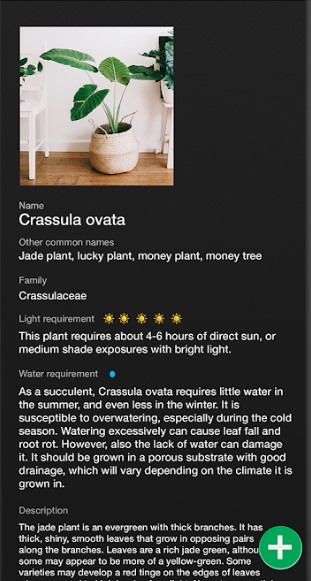 Name
Crassula ovata
Other common names
Jade plant, lucky plant, money plant, money tree
Family
Crassulaceae
Light requirement
This plant requires about 4-6 hours of direct sun, or
medium shade exposures with bright light.
Water requirement
As a succulent, Crassula ovata requires little water in
the summer, and even less in the winter. It is
susceptible to overwatering, especially during the cold
season. Watering excessively can cause leaf fall and
root rot. However, also the lack of water can damage
it. It should be grown in a porous substrate with good
drainage, which will vary depending on the climate it is
grown in.
Description
The jade plant is an evergreen with thick branches. It has
thick, shiny, smooth leaves that grow in opposing pairs
along the branches. Leaves are a rich jade green,
some may appear to be more of a yellow-green. Some
varieties may develop a red tinge on the edges of leaves